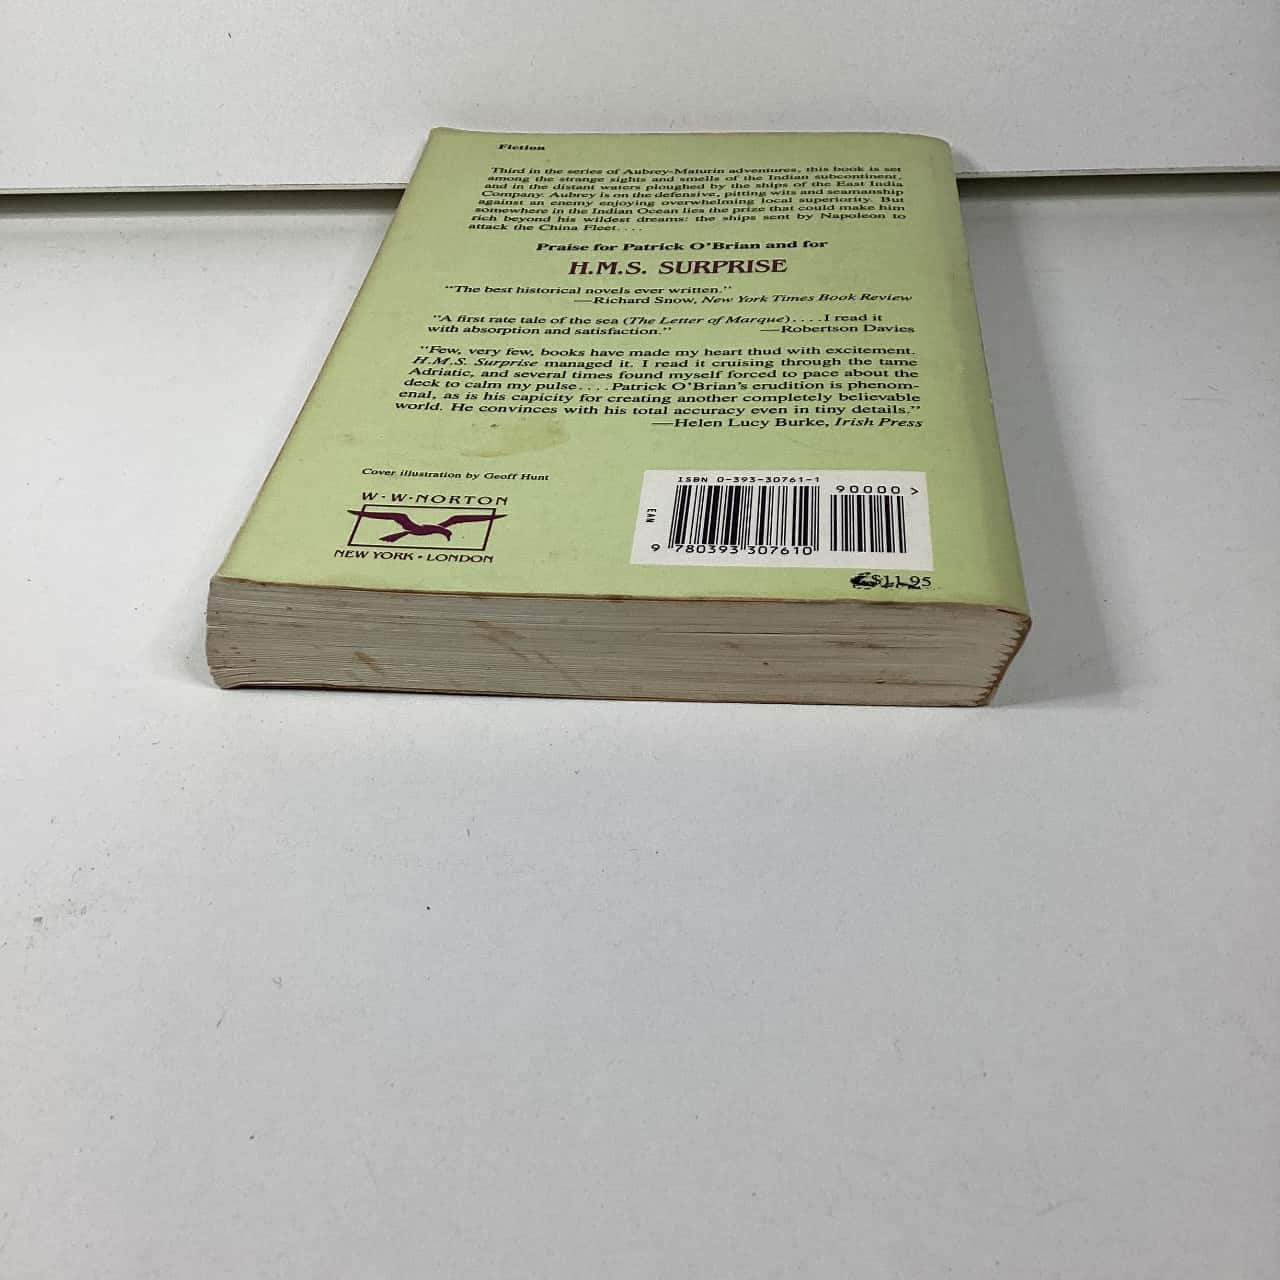 Fiction
Third in the series of Aubrey-Maturin adventures, this book is set
among the strange sights and smells of the Indian subcontinent,
and in the distant waters ploughed by the ships of the East India
Company. Aubrey is on the defensive, pitting wits and seamanship
against an enemy enjoying overwhelming local superiority. But
somewhere in the Indian Ocean lies the prize that could make him
rich beyond his wildest dreams: the ships sent by Napoleon to
attack the China Fleet....
Praise for Patrick O'Brian and for
H.M.S. SURPRISE
"The best historical novels ever written."
—Richard Snow, New York Times Book Review
"A first rate tale of the sea (The Letter of Marque)....I read it
with absorption and satisfaction." —Robertson Davies
"Few, very few, books have made my heart thud with excitement.
H.M.S. Surprise managed it. I read it cruising through the tame
Adriatic, and several times found myself forced to pace about the
deck to calm my pulse....Patrick O'Brian's erudition is phenom-
enal, as is his capicity for creating another completely believable
world. He convinces with his total accuracy even in tiny details."
—Helen Lucy Burke, Irish Press
Cover illustration by Geoff Hunt
W·W·NORTON
NEW YORK • LONDON
ISBN 0-393-30761-1
90000 >
EAN
9 780393 307610
$11.95